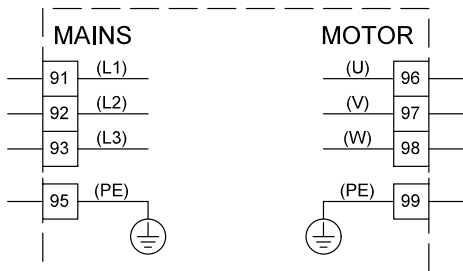 MAINS MOTOR
91 (L1) (U) 96
92 (L2) (V) 97
93 (L3) (W) 98
95 (PE) (PE) 99